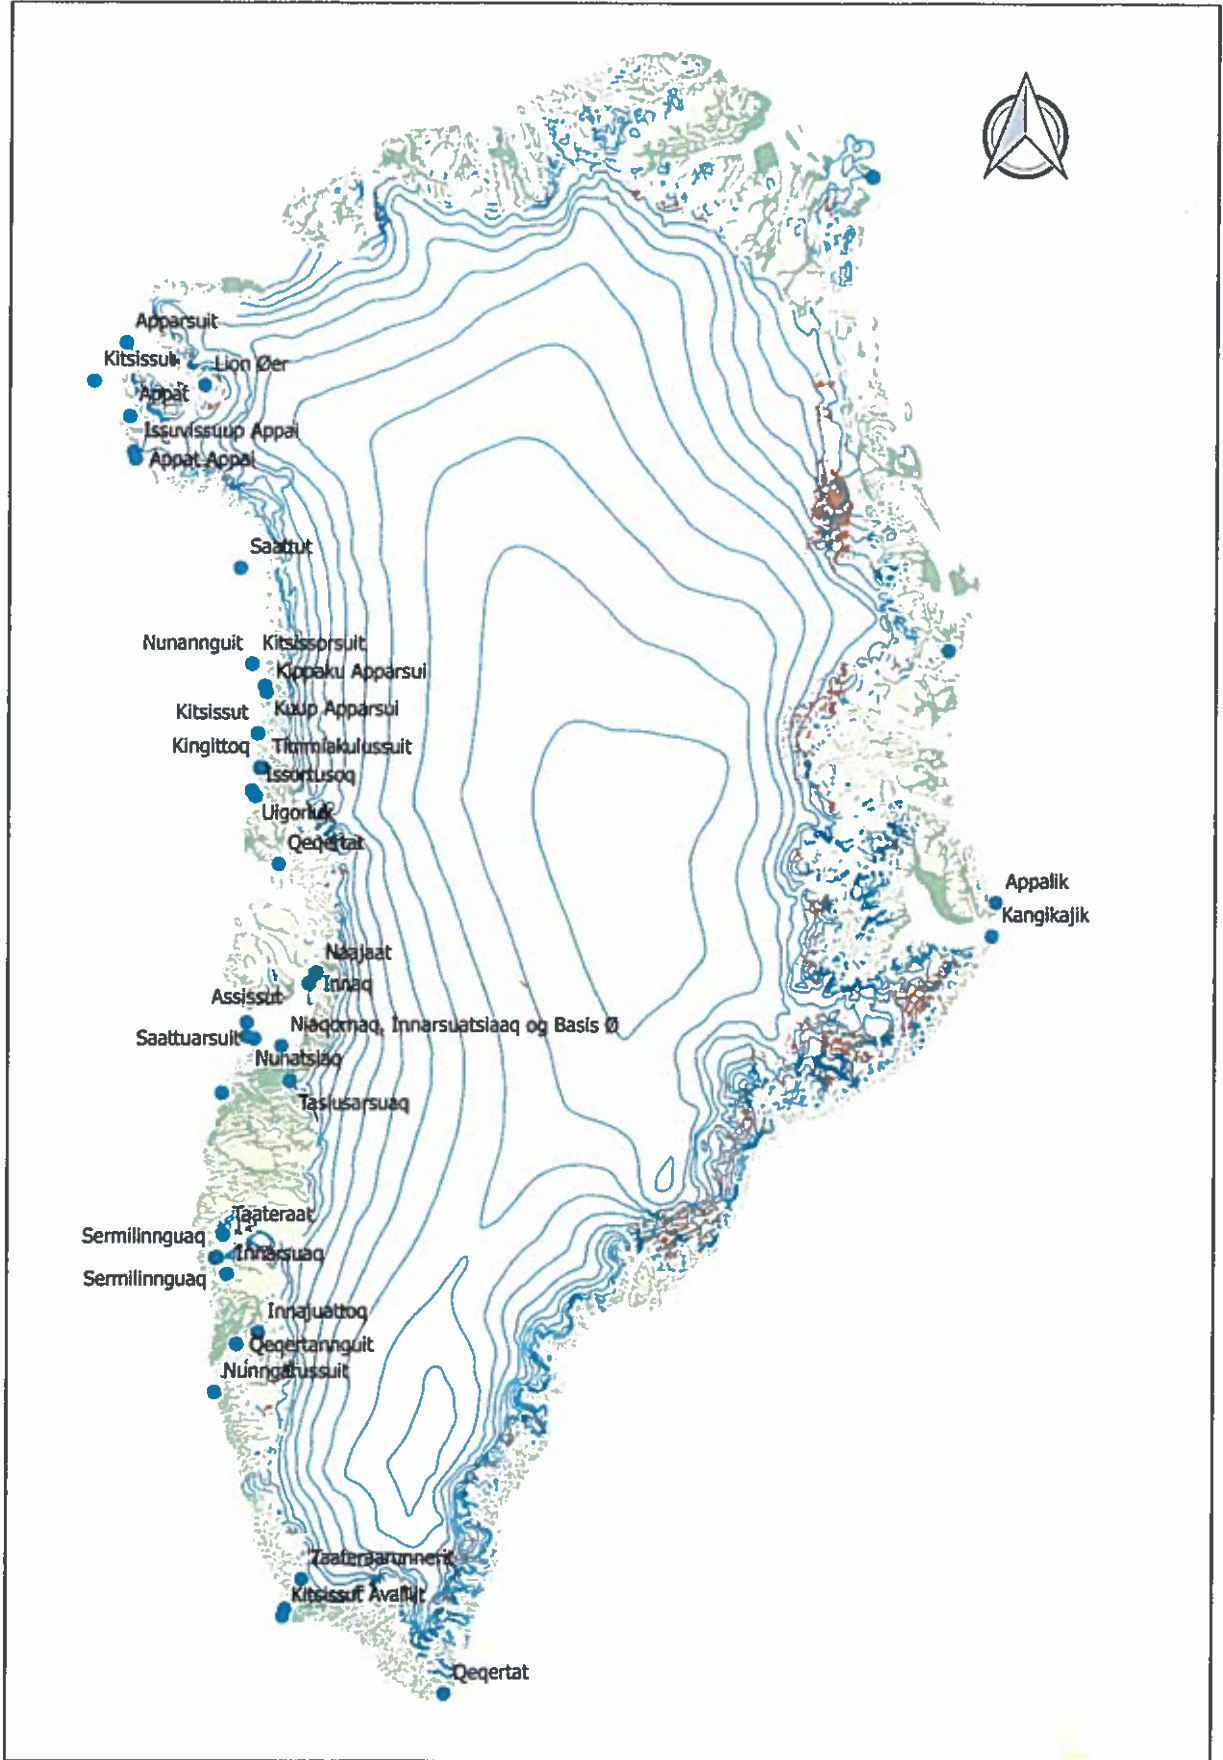 Apparsuit
Kitsissut
Lion Øer
Appat
Issuvissuup Appai
Appat Appai
Saattut
Nunannguit
Kitsissorsuit
Kippaku Apparsui
Kitsissut
Kuup Apparsui
Kingittoq
Timmiakulussuit
Issortusoq
Uigorluk
Qeqertat
Appalik
Kangikajik
Naajaat
Innaq
Assissut
Niaqornaq, Innarsuatsiaaq og Basis Ø
Saattuarsuit
Nunatsiaq
Tasiusarsuaq
Taateraat
Sermilinnguaq
Innarsuaq
Sermilinnguaq
Innajuattoq
Qeqertannguit
Nunngarussuit
Taateraarunnerit
Kitsissut Avalliit
Qeqertat